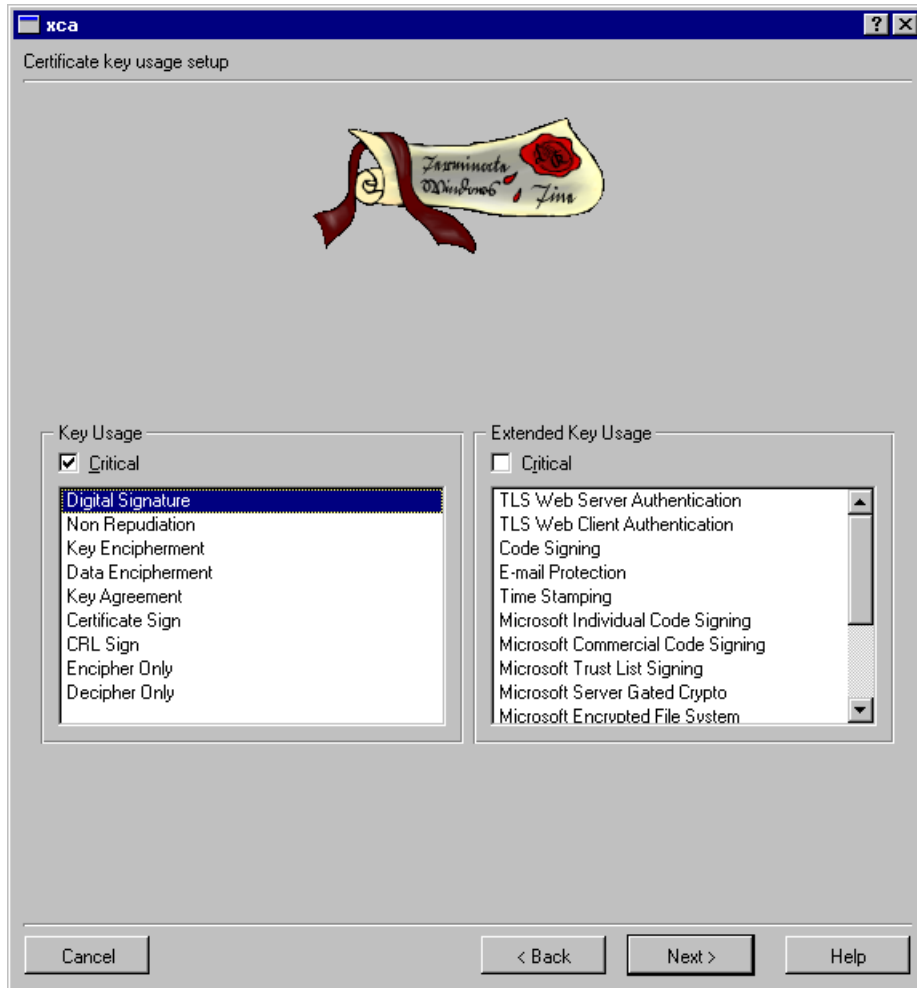 xca
Certificate key usage setup
Terminate
Windows
Time
Key Usage
Extended Key Usage
Critical
Critical
Digital Signature
Non Repudiation
Key Encipherment
Data Encipherment
Key Agreement
Certificate Sign
CRL Sign
Encipher Only
Decipher Only
TLS Web Server Authentication
TLS Web Client Authentication
Code Signing
E-mail Protection
Time Stamping
Microsoft Individual Code Signing
Microsoft Commercial Code Signing
Microsoft Trust List Signing
Microsoft Server Gated Crypto
Microsoft Encrypted File System
Cancel
< Back
Next >
Help